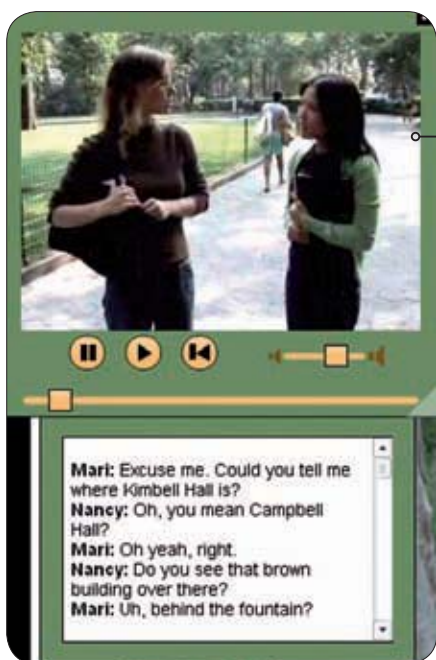 Mari: Excuse me. Could you tell me
where Kimbell Hall is?
Nancy: Oh, you mean Campbell
Hall?
Mari: Oh yeah, right.
Nancy: Do you see that brown
building over there?
Mari: Uh, behind the fountain?